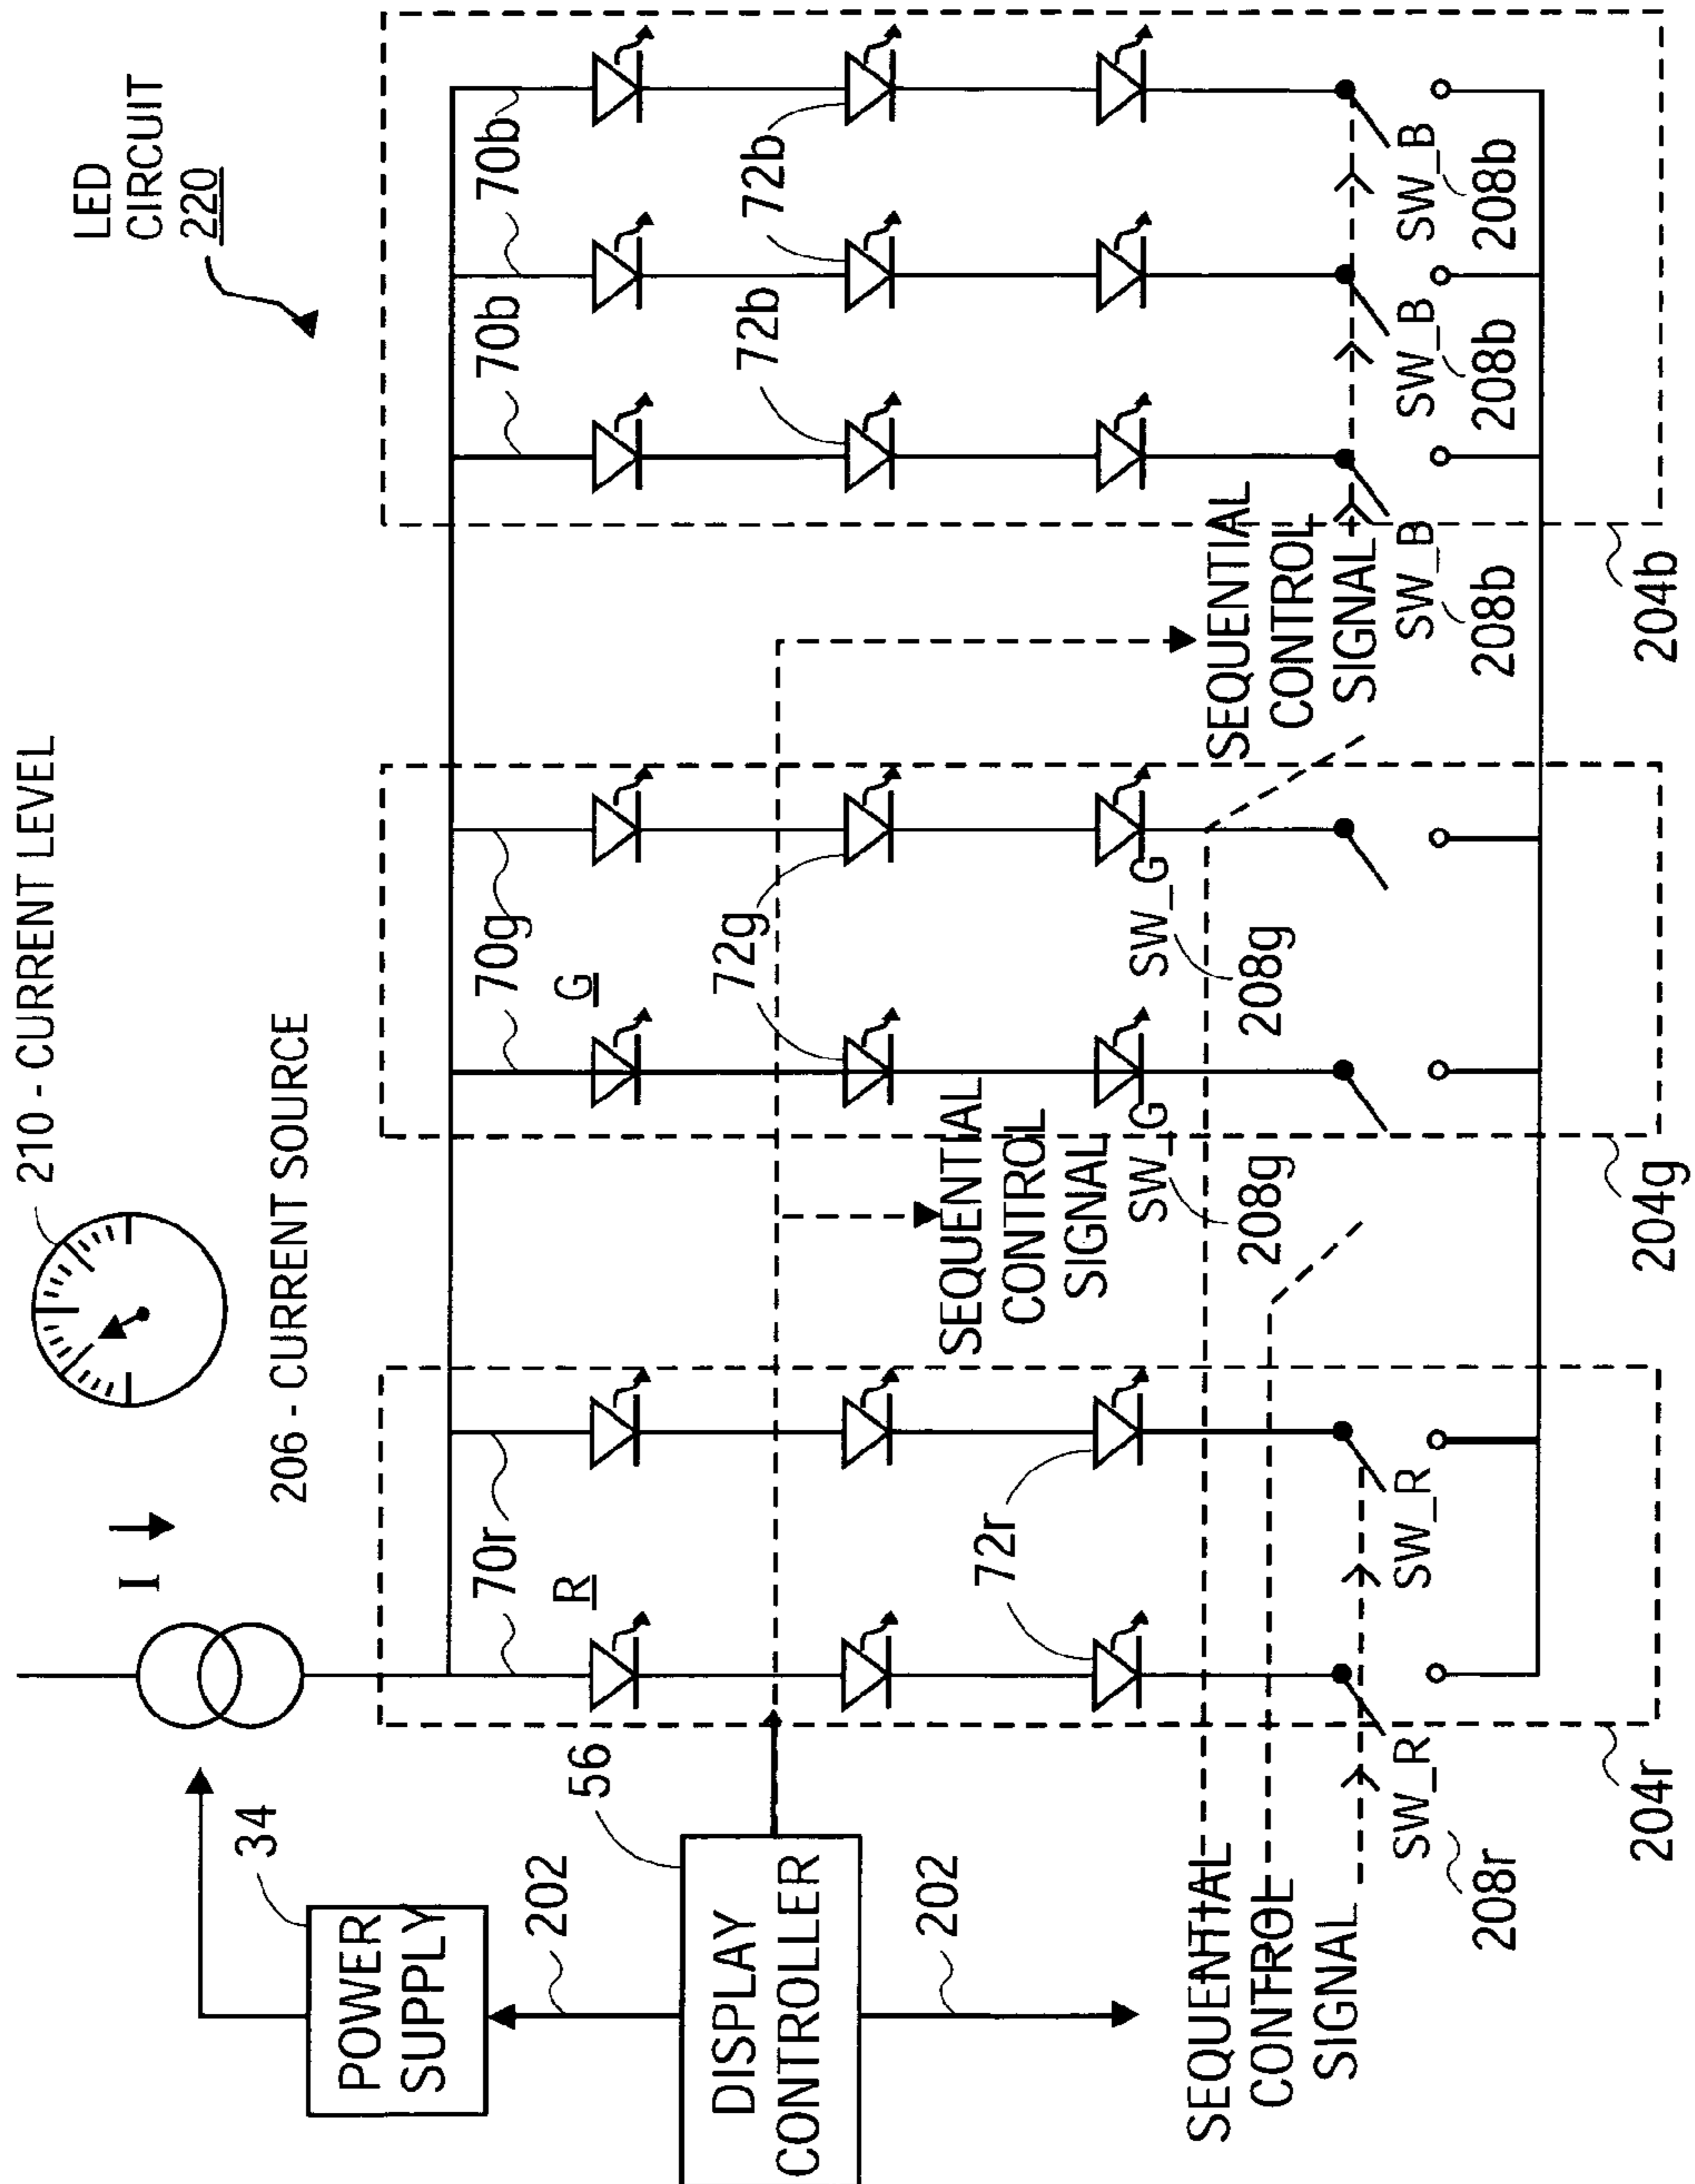 210 - CURRENT LEVEL
LED
CIRCUIT
220
I
206 - CURRENT SOURCE
34
POWER
SUPPLY
202
56
DISPLAY
CONTROLLER
202
70r
R
72r
70g
G
72g
70b
70b
72b
72b
SEQUENTIAL
CONTROL
SIGNAL
SEQUENTIAL
CONTROL
SIGNAL
SEQUENTIAL
CONTROL
SIGNAL
SW_R
208r
SW_R
SW_G
208g
SW_G
208g
SW_B
208b
SW_B
208b
SW_B
208b
204r
204g
204b